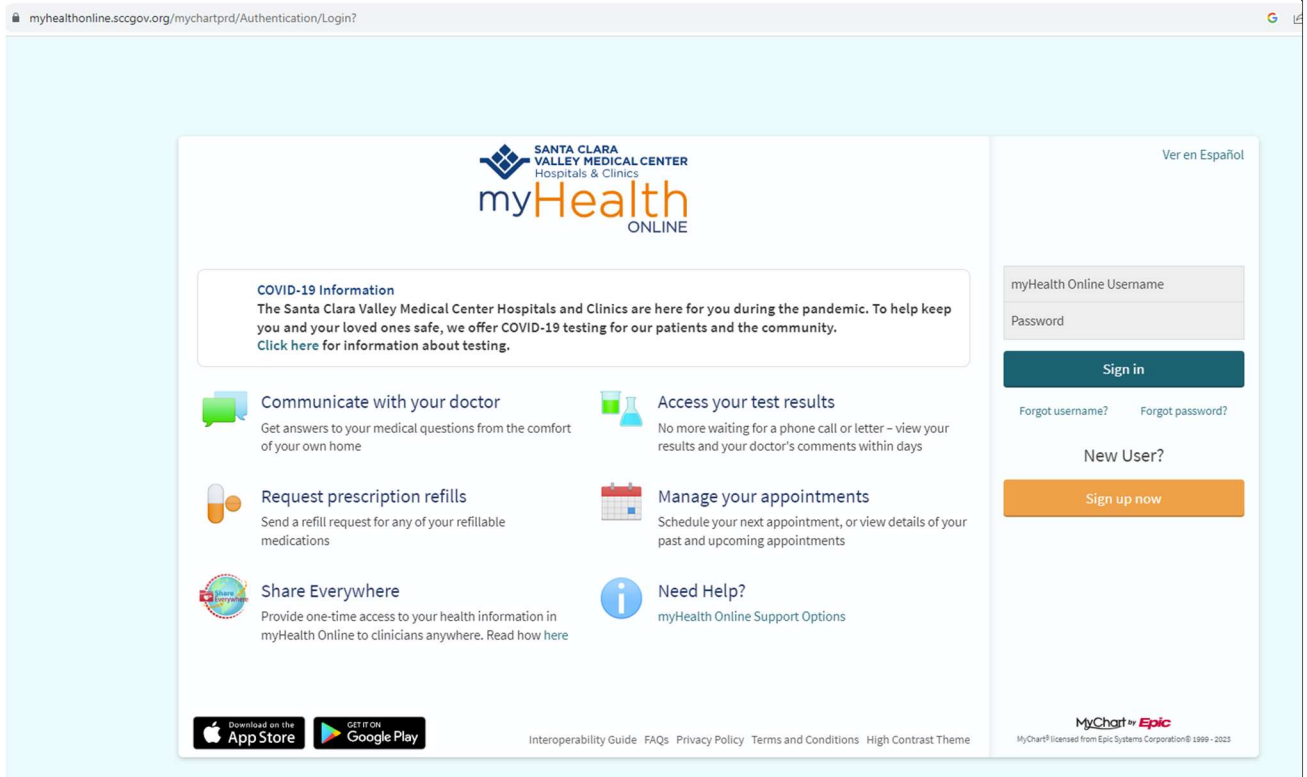 myhealthonline.sccgov.org/mychartprd/Authentication/Login?
SANTA CLARA
VALLEY MEDICAL CENTER
Hospitals & Clinics
myHealth
ONLINE
Ver en Español
COVID-19 Information
The Santa Clara Valley Medical Center Hospitals and Clinics are here for you during the pandemic. To help keep
you and your loved ones safe, we offer COVID-19 testing for our patients and the community.
Click here for information about testing.
Communicate with your doctor
Get answers to your medical questions from the comfort
of your own home
Access your test results
No more waiting for a phone call or letter – view your
results and your doctor's comments within days
Request prescription refills
Send a refill request for any of your refillable
medications
Manage your appointments
Schedule your next appointment, or view details of your
past and upcoming appointments
Share Everywhere
Share Everywhere
Provide one-time access to your health information in
myHealth Online to clinicians anywhere. Read how here
Need Help?
myHealth Online Support Options
myHealth Online Username
Password
Sign in
Forgot username? Forgot password?
New User?
Sign up now
Download on the
App Store
GET IT ON
Google Play
Interoperability Guide FAQs Privacy Policy Terms and Conditions High Contrast Theme
MyChart by Epic
MyChart® licensed from Epic Systems Corporation© 1999 - 2023